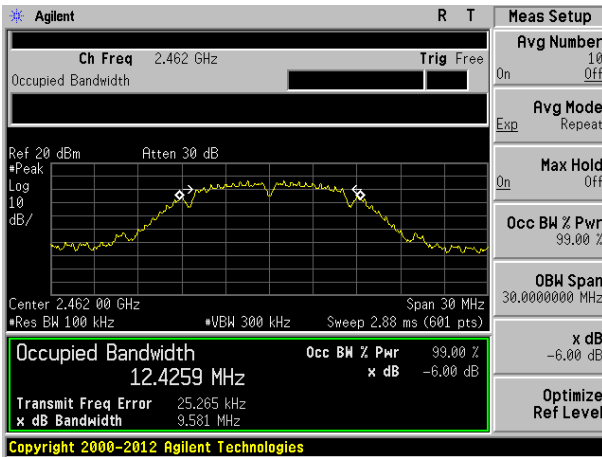 Agilent R T Meas Setup
Ch Freq 2.462 GHz Trig Free
Occupied Bandwidth
Avg Number
10
On Off
Avg Mode
Exp Repeat
Ref 20 dBm Atten 30 dB
#Peak
Log
10
dB/
Max Hold
On Off
Occ BW % Pwr
99.00 %
OBW Span
30.0000000 MHz
Center 2.462 00 GHz Span 30 MHz
#Res BW 100 kHz #VBW 300 kHz Sweep 2.88 ms (601 pts)
x dB
-6.00 dB
Occupied Bandwidth Occ BW % Pwr 99.00 %
12.4259 MHz x dB -6.00 dB
Transmit Freq Error 25.265 kHz
x dB Bandwidth 9.581 MHz
Optimize
Ref Level
Copyright 2000-2012 Agilent Technologies